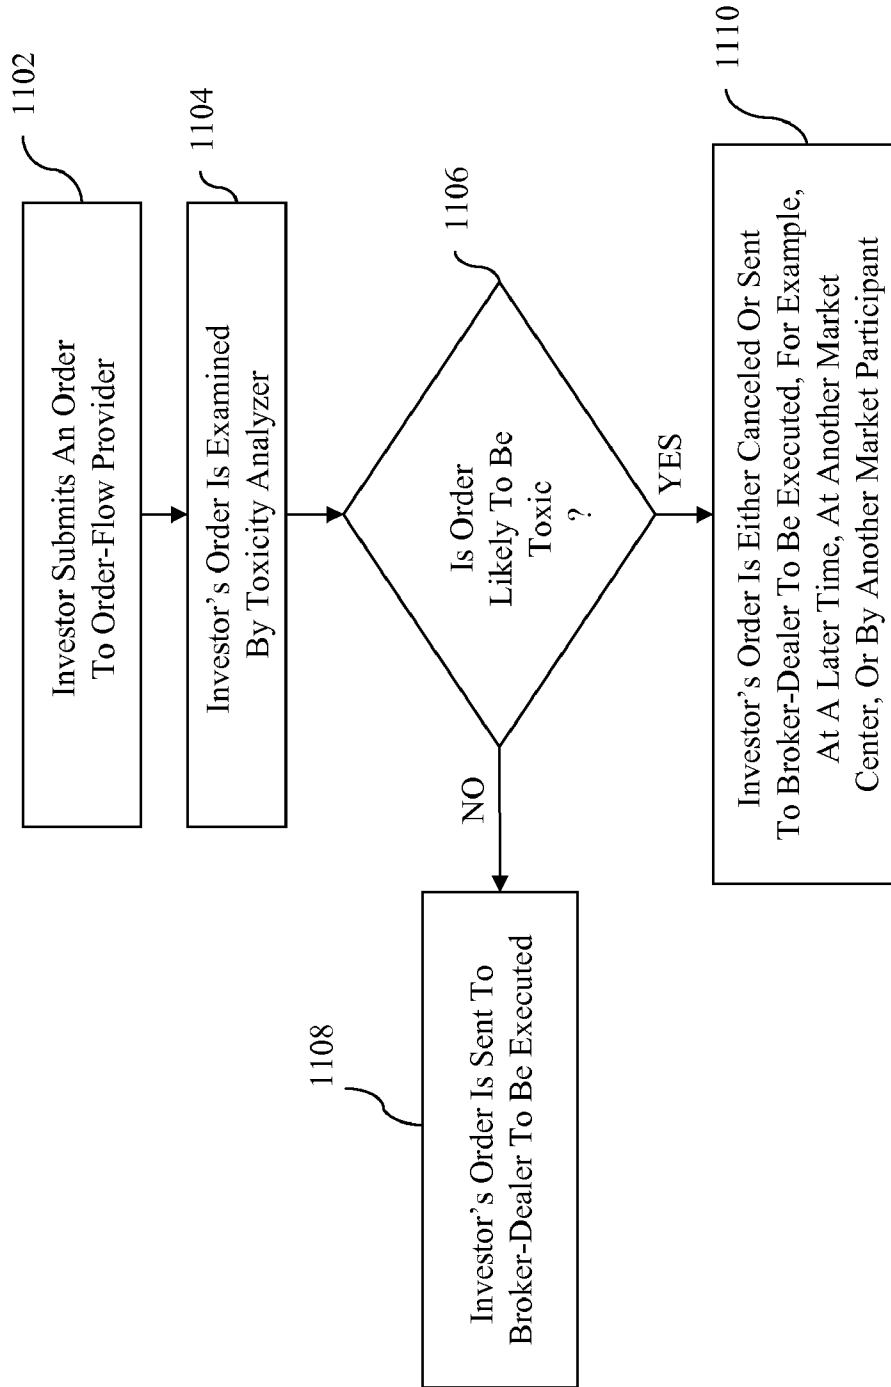 1102
Investor Submits An Order
To Order-Flow Provider
1104
Investor's Order Is Examined
By Toxicity Analyzer
1106
Is Order
Likely To Be
Toxic
?
NO
YES
1108
Investor's Order Is Sent To
Broker-Dealer To Be Executed
1110
Investor's Order Is Either Canceled Or Sent
To Broker-Dealer To Be Executed, For Example,
At A Later Time, At Another Market
Center, Or By Another Market Participant